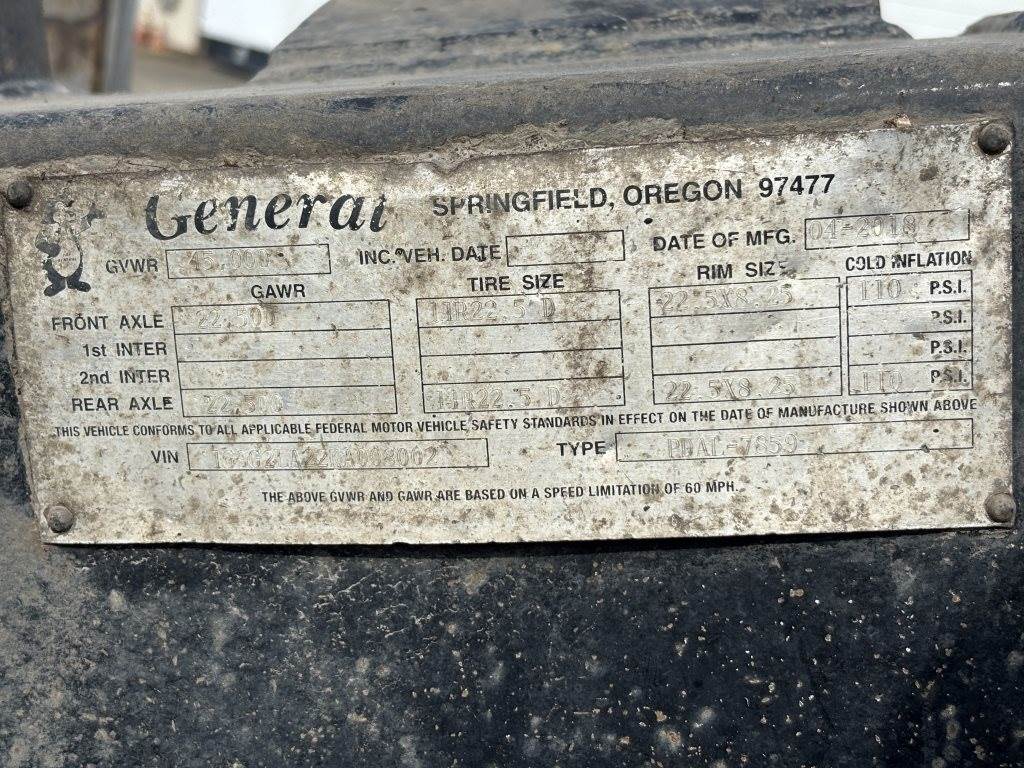 General SPRINGFIELD, OREGON 97477
GVWR 45,000 INC. VEH. DATE DATE OF MFG. 04-2018
GAWR TIRE SIZE RIM SIZE COLD INFLATION
FRONT AXLE 22,500 11R22.5 D 22.5X8.25 110 P.S.I.
1st INTER P.S.I.
2nd INTER P.S.I.
REAR AXLE 22,500 11R22.5 D 22.5X8.25 110 P.S.I.
THIS VEHICLE CONFORMS TO ALL APPLICABLE FEDERAL MOTOR VEHICLE SAFETY STANDARDS IN EFFECT ON THE DATE OF MANUFACTURE SHOWN ABOVE
VIN TYPE
THE ABOVE GVWR AND GAWR ARE BASED ON A SPEED LIMITATION OF 60 MPH.